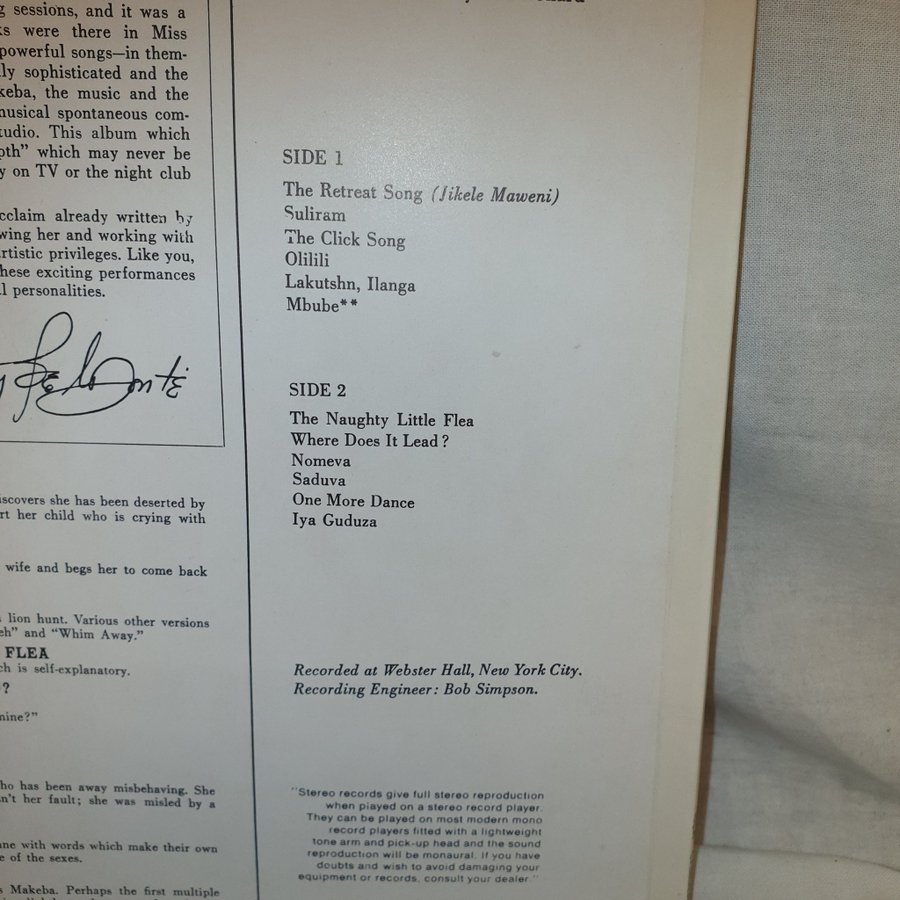 g sessions, and it was a
ks were there in Miss
powerful songs—in them-
lly sophisticated and the
keba, the music and the
musical spontaneous com-
tudio. This album which
pth” which may never be
y on TV or the night club
cclaim already written by
wing her and working with
rtistic privileges. Like you,
hese exciting performances
l personalities.
Belafonte
iscovers she has been deserted by
rt her child who is crying with
wife and begs her to come back
lion hunt. Various other versions
eh” and “Whim Away.”
FLEA
ch is self-explanatory.
?
mine?”
ho has been away misbehaving. She
n't her fault; she was misled by a
ane with words which make their own
e of the sexes.
s Makeba. Perhaps the first multiple
SIDE 1
The Retreat Song (Jikele Maweni)
Suliram
The Click Song
Olilili
Lakutshn, Ilanga
Mbube**
SIDE 2
The Naughty Little Flea
Where Does It Lead?
Nomeva
Saduva
One More Dance
Iya Guduza
Recorded at Webster Hall, New York City.
Recording Engineer: Bob Simpson.
"Stereo records give full stereo reproduction
when played on a stereo record player.
They can be played on most modern mono
record players fitted with a lightweight
tone arm and pick-up head and the sound
reproduction will be monaural. If you have
doubts and wish to avoid damaging your
equipment or records, consult your dealer."